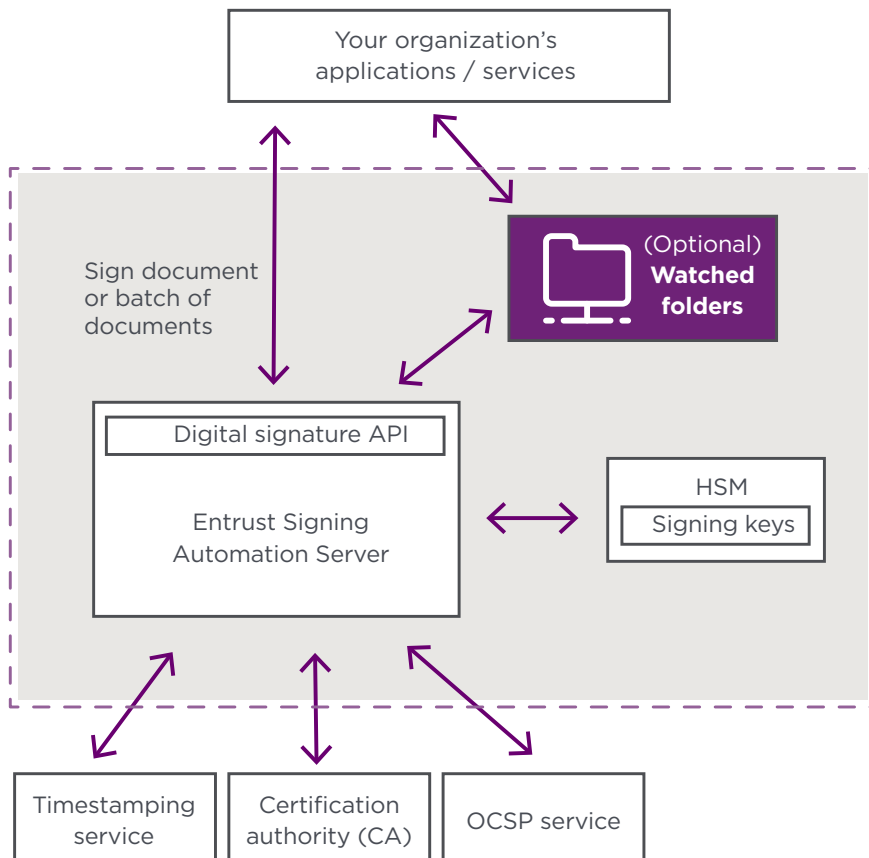 Your organization’s
applications / services
(Optional)
Watched
folders
Sign document
or batch of
documents
Digital signature API
Entrust Signing
Automation Server
HSM
Signing keys
Timestamping
service
Certification
authority (CA)
OCSP service